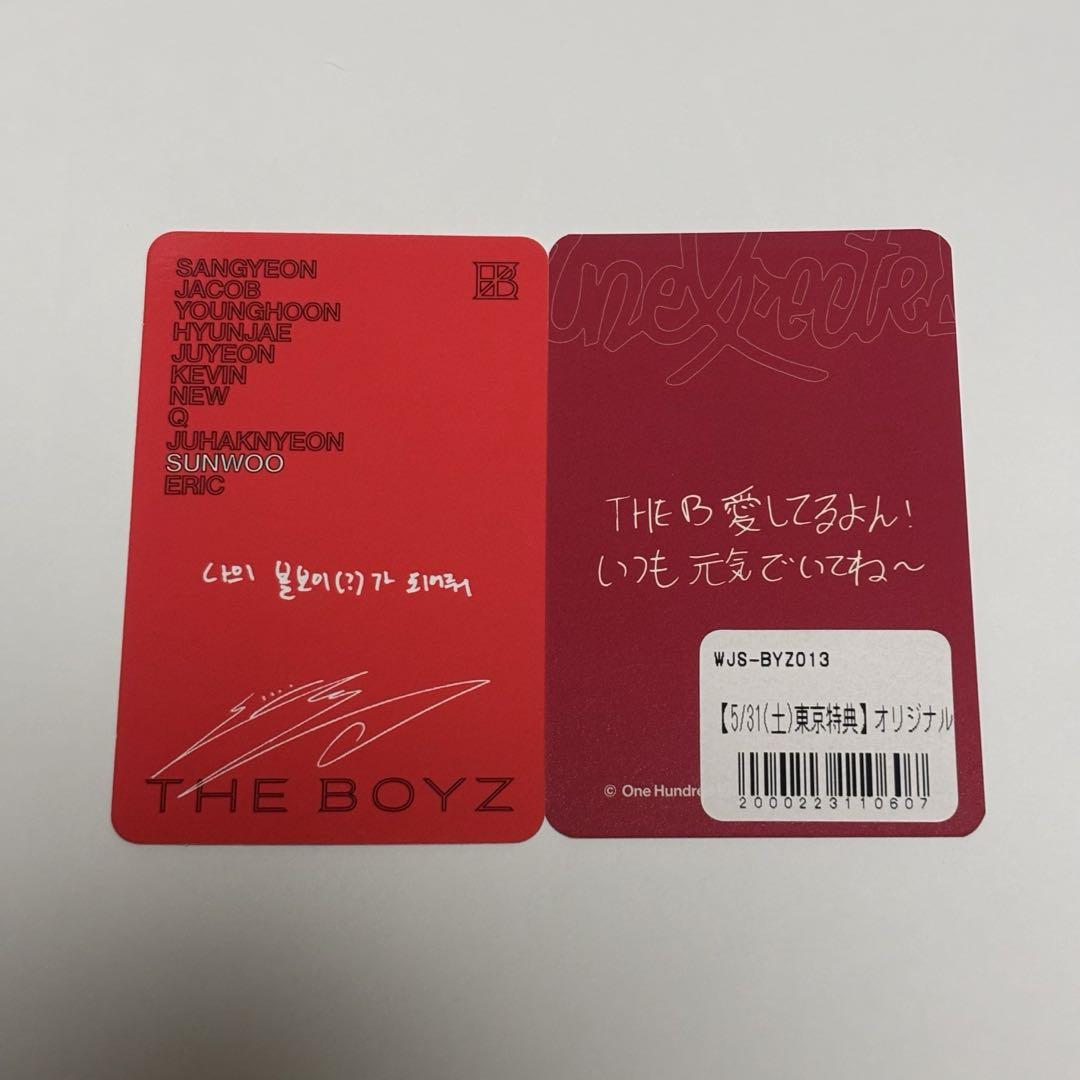 SANGYEON
JACOB
YOUNGHOON
HYUNJAE
JUYEON
KEVIN
NEW
Q
JUHAKNYEON
SUNWOO
ERIC
나의 볼보이(?)가 되어줘
THE BOYZ
Unexpected
THE B 愛してるよん!
いつも元気でいてね〜
WJS-BYZ013
【5/31(土)東京特典】オリジナル
2000223110607
© One Hundre